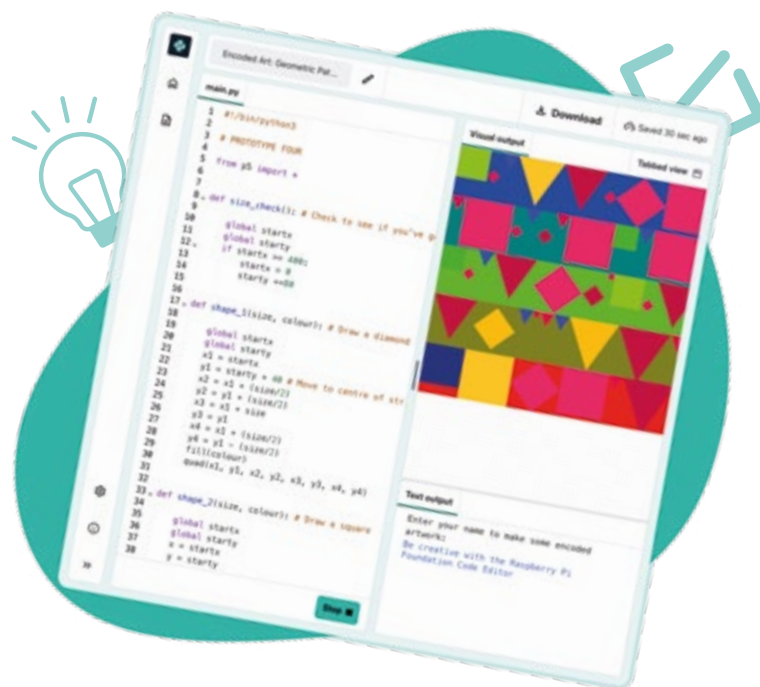 Encoded Art: Geometric Pat...
Download
Saved 30 sec ago
main.py
1 #!/bin/python3
2
3 # PROTOTYPE FOUR
4
5 from p5 import *
6
7
8 def size_check(): # Check to see if you've g
9
10 global startx
11 global starty
12 if startx >= 400:
13 startx = 0
14 starty +=80
15
16
17 def shape_1(size, colour): # Draw a diamond
18
19 global startx
20 global starty
21 x1 = startx
22 y1 = starty + 40 # Move to centre of str
23 x2 = x1 + (size/2)
24 y2 = y1 + (size/2)
25 x3 = x1 + size
26 y3 = y1
27 x4 = x1 + (size/2)
28 y4 = y1 - (size/2)
29 fill(colour)
30 quad(x1, y1, x2, y2, x3, y3, x4, y4)
31
32
33 def shape_2(size, colour): # Draw a square
34
35 global startx
36 global starty
37 x = startx
38 y = starty
Stop
Visual output
Tabbed view
Text output
Enter your name to make some encoded
artwork:
Be creative with the Raspberry Pi
Foundation Code Editor